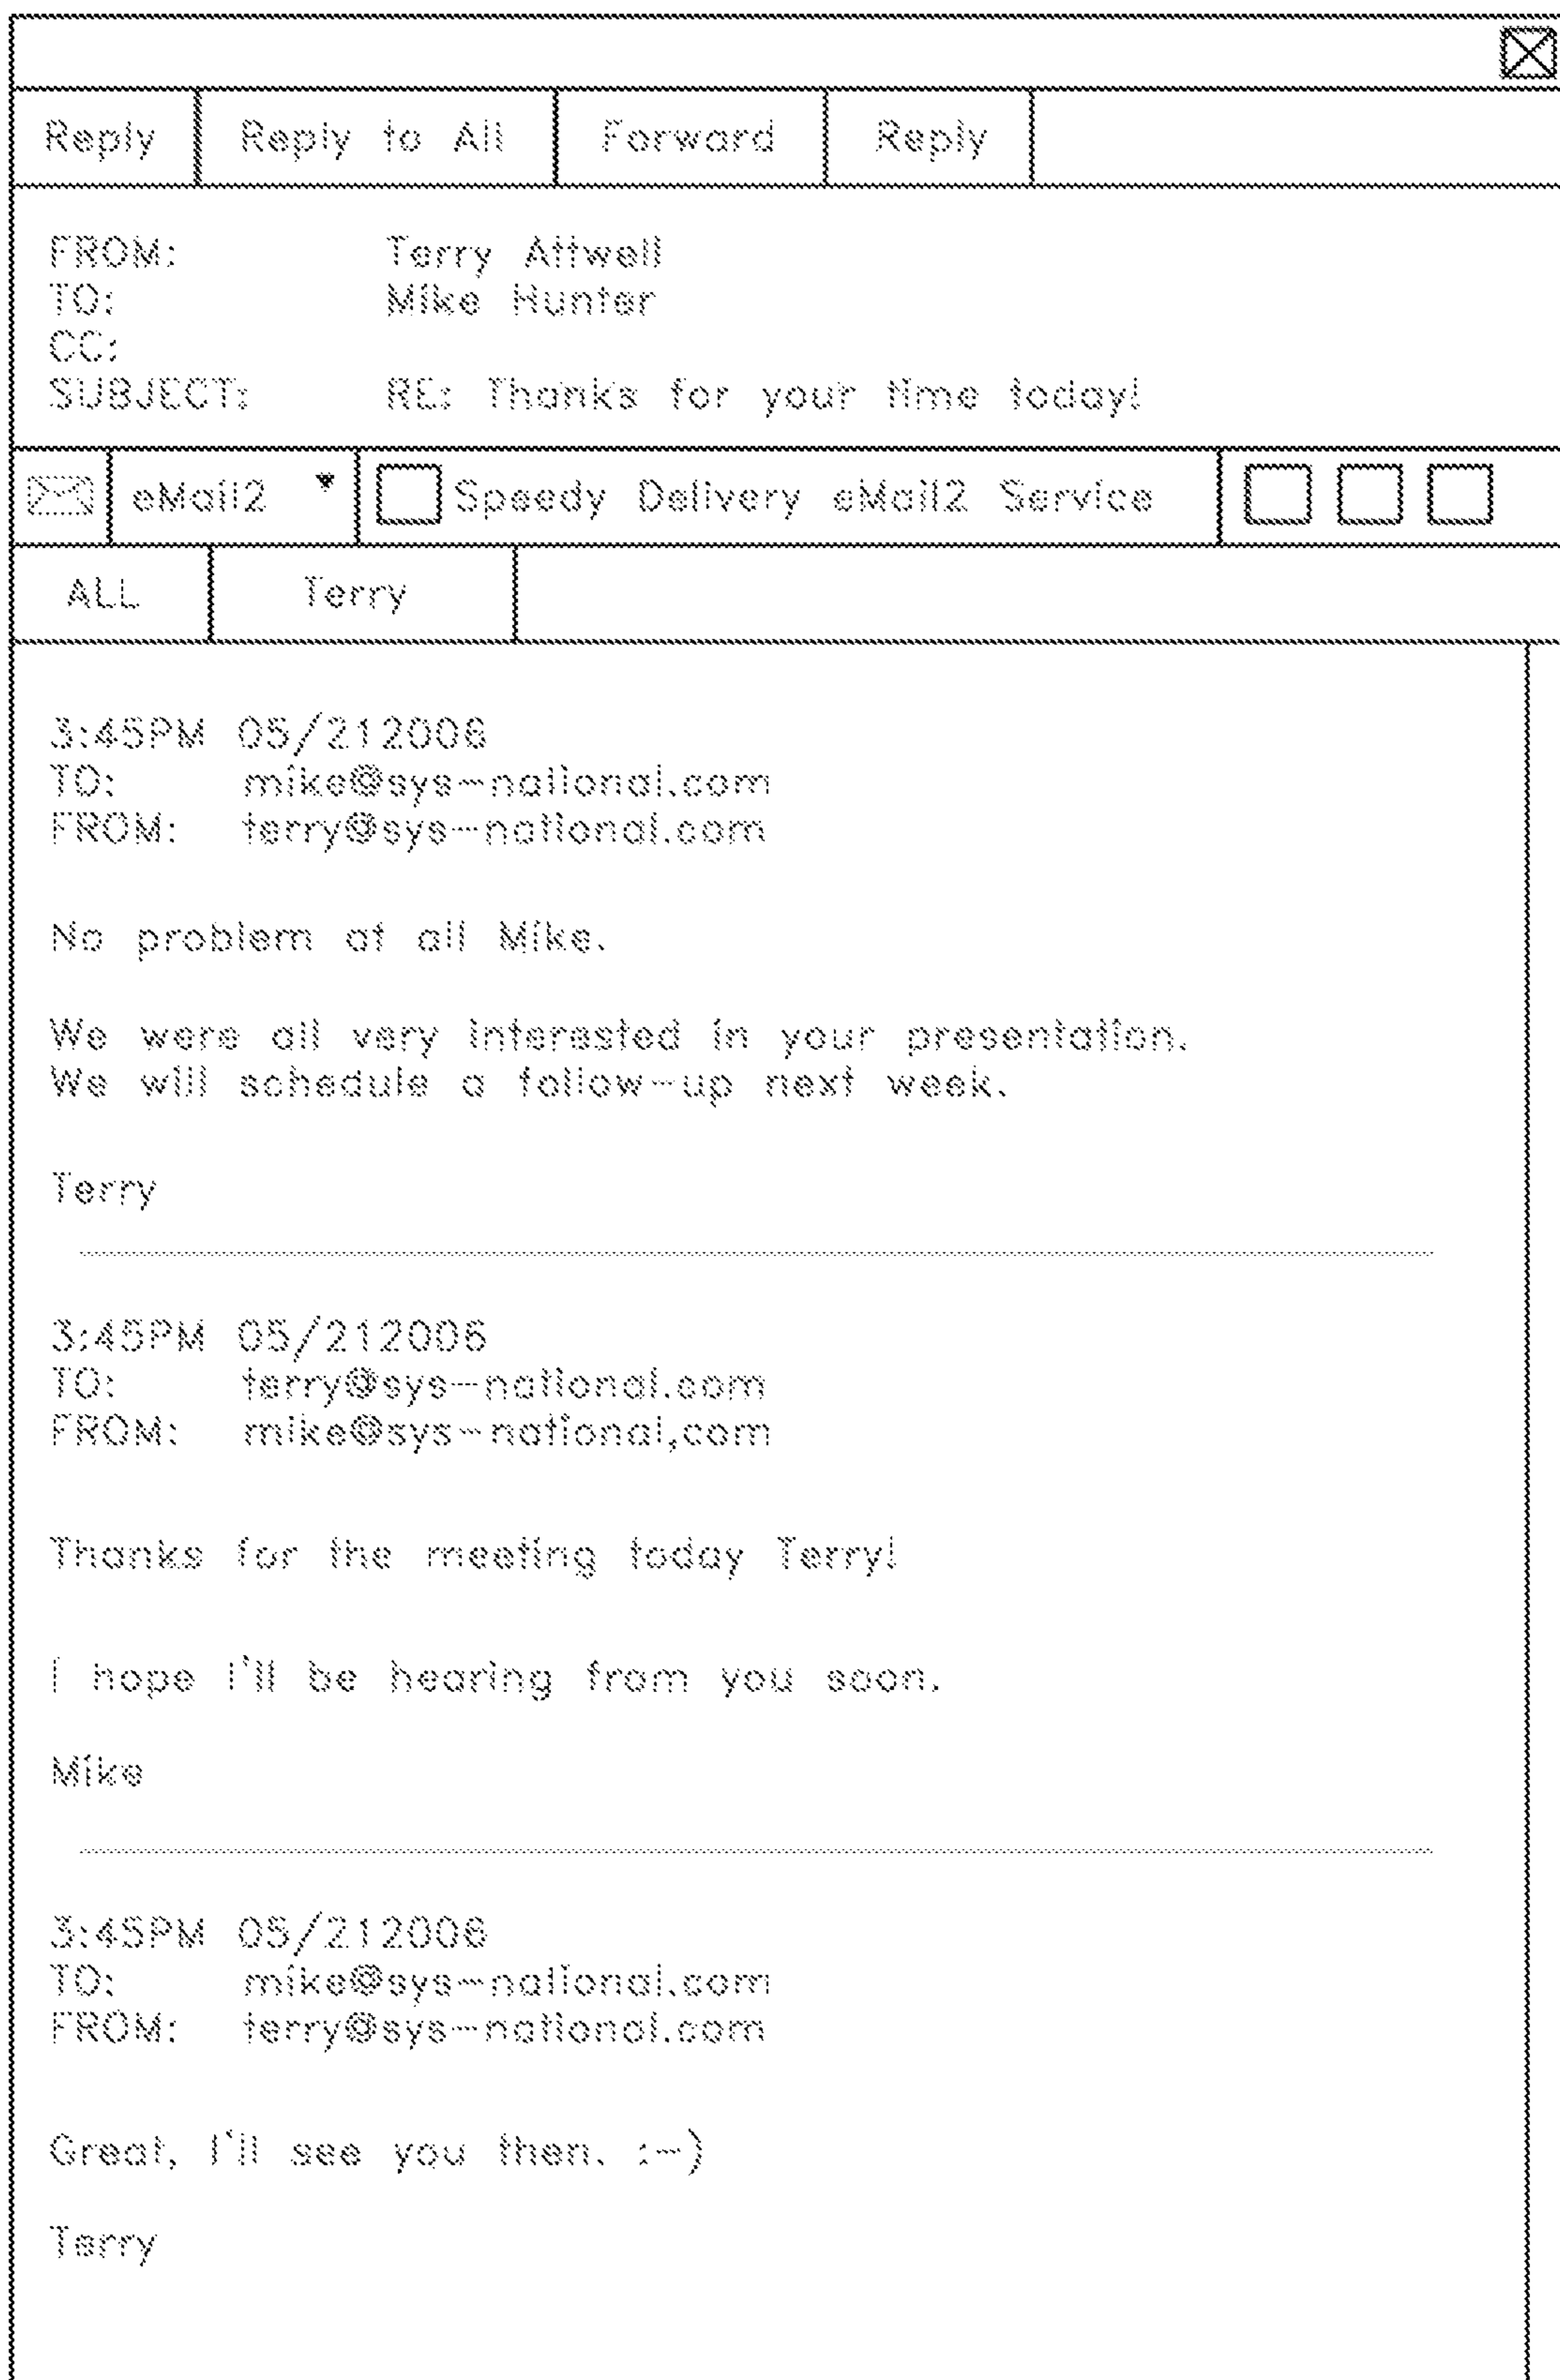 Reply Reply to All Forward Reply
FROM: Terry Attwell
TO: Mike Hunter
CC:
SUBJECT: RE: Thanks for your time today!
eMail2 Speedy Delivery eMail2 Service
ALL Terry
3:45PM 05/212006
TO: mike@sys-national.com
FROM: terry@sys-national.com
No problem at all Mike.
We were all very interested in your presentation.
We will schedule a follow-up next week.
Terry
3:45PM 05/212006
TO: terry@sys-national.com
FROM: mike@sys-national,com
Thanks for the meeting today Terry!
I hope I'll be hearing from you soon.
Mike
3:45PM 05/212006
TO: mike@sys-national.com
FROM: terry@sys-national.com
Great, I'll see you then. :-)
Terry